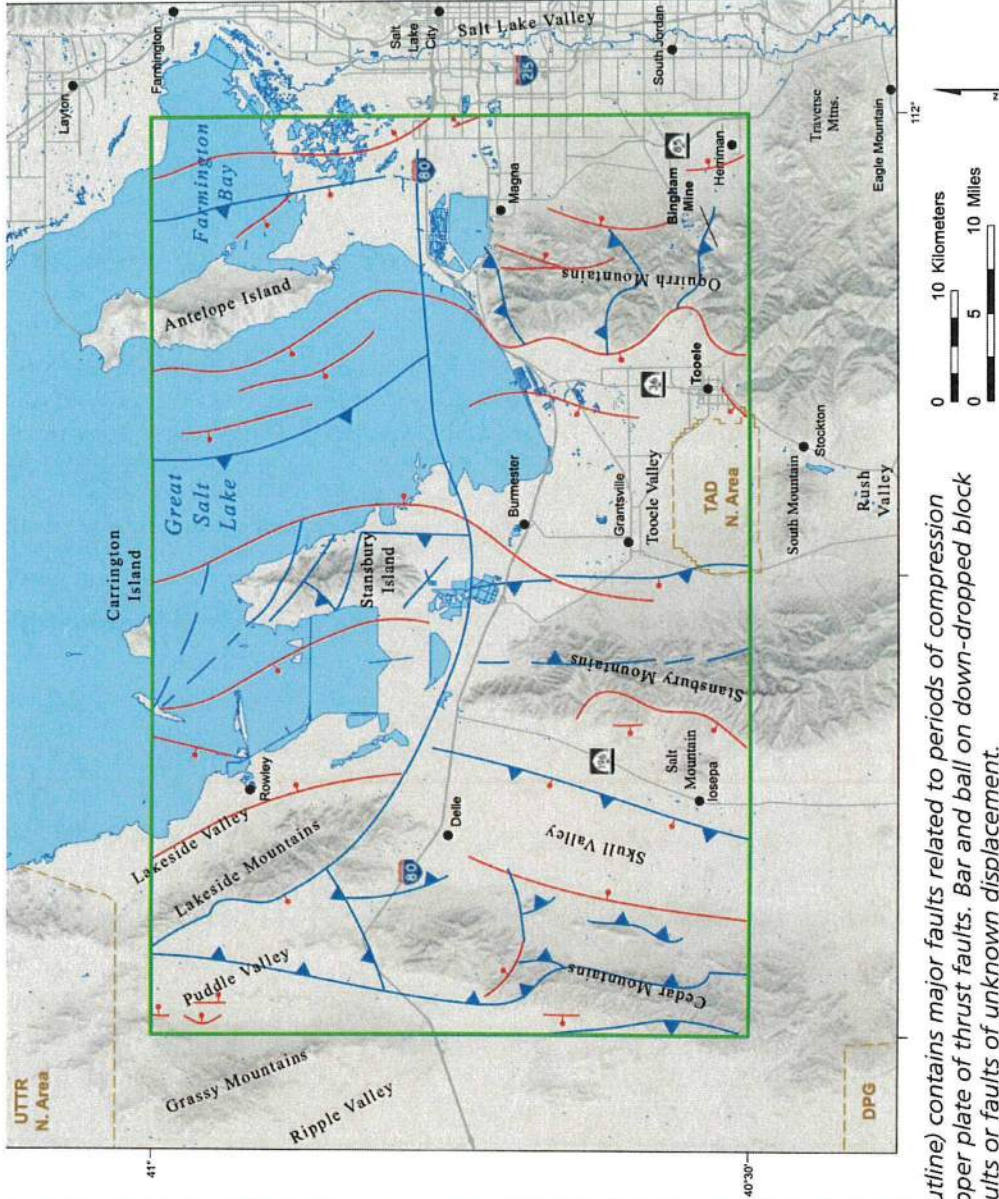 UTTR
N. Area
41°
Carrington
Island
Layton
Farmington
Farmington
Bay
Great
Salt
Lake
Antelope Island
Lakeside Valley
Rowley
Lakeside Mountains
Puddle Valley
Grassy Mountains
Ripple Valley
Stansbury
Island
Salt
Lake
City
Salt Lake Valley
80
80
215
Delle
Burmester
Magna
Skull Valley
Grantsville
Tooele Valley
36
196
Stansbury Mountains
Cedar Mountains
Oquirrh Mountains
Bingham
Mine
85
South Jordan
Salt
Mountain
Iosepa
TAD
N. Area
Tooele
Herriman
40°30'
South Mountain
Stockton
Traverse
Mtns.
Rush
Valley
Eagle Mountain
DPG
112°
0 10 Kilometers
0 5 10 Miles
N
utline) contains major faults related to periods of compression
pper plate of thrust faults. Bar and ball on down-dropped block
ults or faults of unknown displacement.